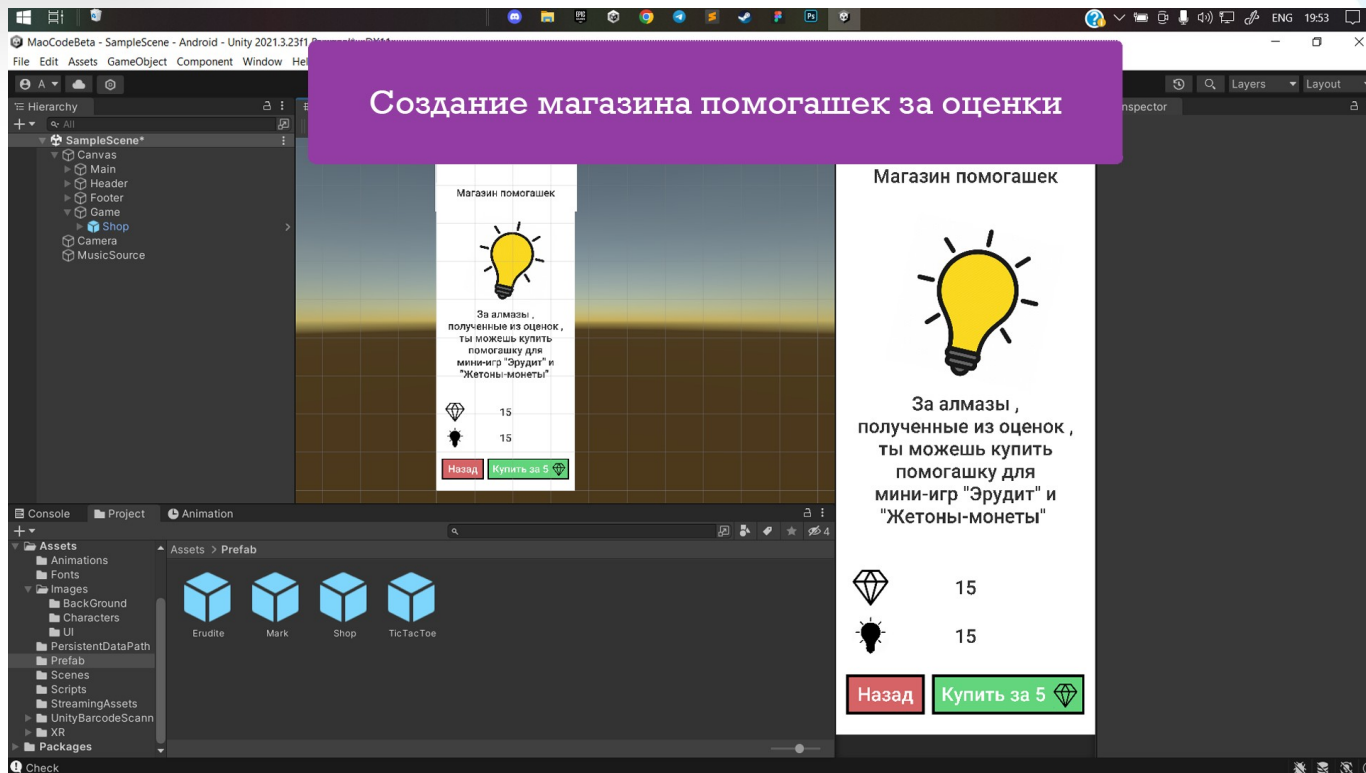 ENG 19:53
MaoCodeBeta - SampleScene - Android - Unity 2021.3.23f1
File Edit Assets GameObject Component Window
Создание магазина помогашек за оценки
A
Layers Layout
Hierarchy
All
SampleScene*
Canvas
Main
Header
Footer
Game
Shop
Camera
MusicSource
Магазин помогашек
За алмазы ,
полученные из оценок ,
ты можешь купить
помогашку для
мини-игр "Эрудит" и
"Жетоны-монеты"
15
15
Назад Купить за 5
Магазин помогашек
За алмазы ,
полученные из оценок ,
ты можешь купить
помогашку для
мини-игр "Эрудит" и
"Жетоны-монеты"
15
15
Назад Купить за 5
nspector
Console Project Animation
4
Assets
Animations
Fonts
Images
BackGround
Characters
UI
PersistentDataPath
Prefab
Scenes
Scripts
StreamingAssets
UnityBarcodeScann
XR
Packages
Assets > Prefab
Erudite Mark Shop TicTacToe
Check